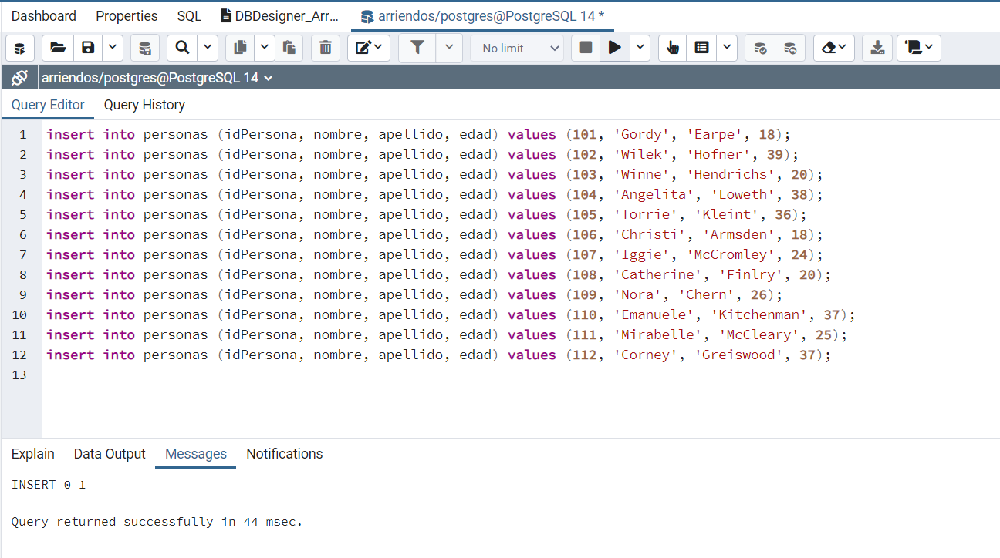 Dashboard Properties SQL DBDesigner_Arr... arriendos/postgres@PostgreSQL 14 *
No limit
arriendos/postgres@PostgreSQL 14
Query Editor Query History
1 insert into personas (idPersona, nombre, apellido, edad) values (101, 'Gordy', 'Earpe', 18);
2 insert into personas (idPersona, nombre, apellido, edad) values (102, 'Wilek', 'Hofner', 39);
3 insert into personas (idPersona, nombre, apellido, edad) values (103, 'Winne', 'Hendrichs', 20);
4 insert into personas (idPersona, nombre, apellido, edad) values (104, 'Angelita', 'Loweth', 38);
5 insert into personas (idPersona, nombre, apellido, edad) values (105, 'Torrie', 'Kleint', 36);
6 insert into personas (idPersona, nombre, apellido, edad) values (106, 'Christi', 'Armsden', 18);
7 insert into personas (idPersona, nombre, apellido, edad) values (107, 'Iggie', 'McCromley', 24);
8 insert into personas (idPersona, nombre, apellido, edad) values (108, 'Catherine', 'Finlry', 20);
9 insert into personas (idPersona, nombre, apellido, edad) values (109, 'Nora', 'Chern', 26);
10 insert into personas (idPersona, nombre, apellido, edad) values (110, 'Emanuele', 'Kitchenman', 37);
11 insert into personas (idPersona, nombre, apellido, edad) values (111, 'Mirabelle', 'McCleary', 25);
12 insert into personas (idPersona, nombre, apellido, edad) values (112, 'Corney', 'Greiswood', 37);
13
Explain Data Output Messages Notifications
INSERT 0 1
Query returned successfully in 44 msec.